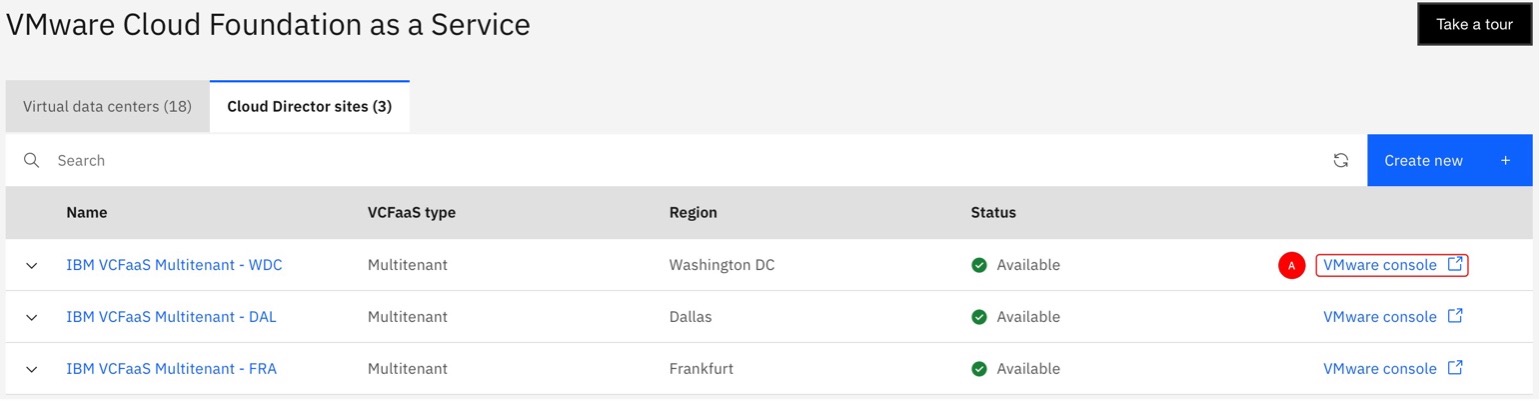 VMware Cloud Foundation as a Service
Take a tour
Virtual data centers (18)
Cloud Director sites (3)
Search
Create new +
Name VCFaaS type Region Status
IBM VCFaaS Multitenant - WDC Multitenant Washington DC Available A VMware console
IBM VCFaaS Multitenant - DAL Multitenant Dallas Available VMware console
IBM VCFaaS Multitenant - FRA Multitenant Frankfurt Available VMware console